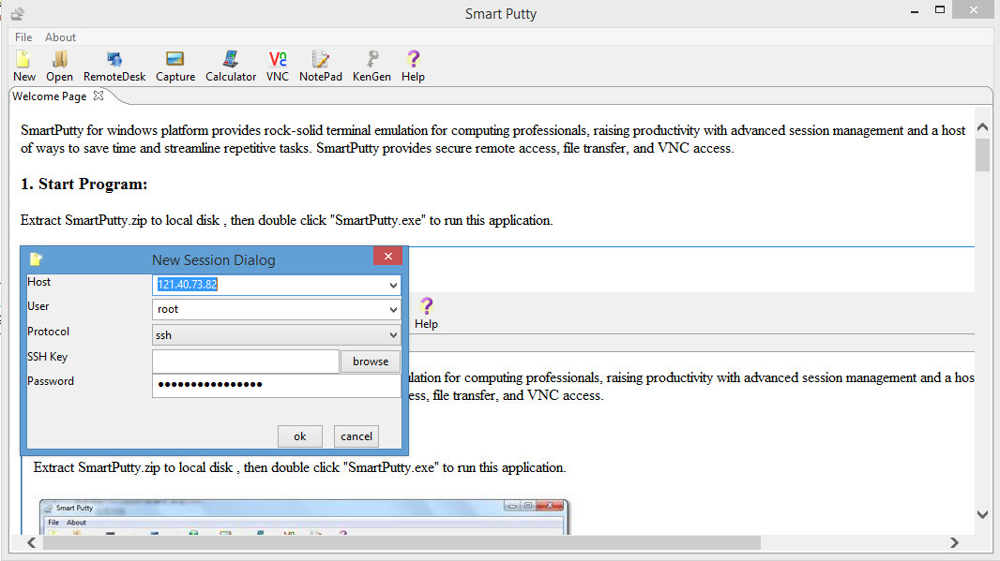 Smart Putty
File About
New Open RemoteDesk Capture Calculator VNC NotePad KenGen Help
Welcome Page
SmartPutty for windows platform provides rock-solid terminal emulation for computing professionals, raising productivity with advanced session management and a host
of ways to save time and streamline repetitive tasks. SmartPutty provides secure remote access, file transfer, and VNC access.
1. Start Program:
Extract SmartPutty.zip to local disk , then double click "SmartPutty.exe" to run this application.
New Session Dialog
Host 121.40.73.82
User root
Protocol ssh
SSH Key browse
Password ●●●●●●●●●●●●●●●●
ok cancel
Help
lation for computing professionals, raising productivity with advanced session management and a hos
ess, file transfer, and VNC access.
Extract SmartPutty.zip to local disk , then double click "SmartPutty.exe" to run this application.
Smart Putty
File About